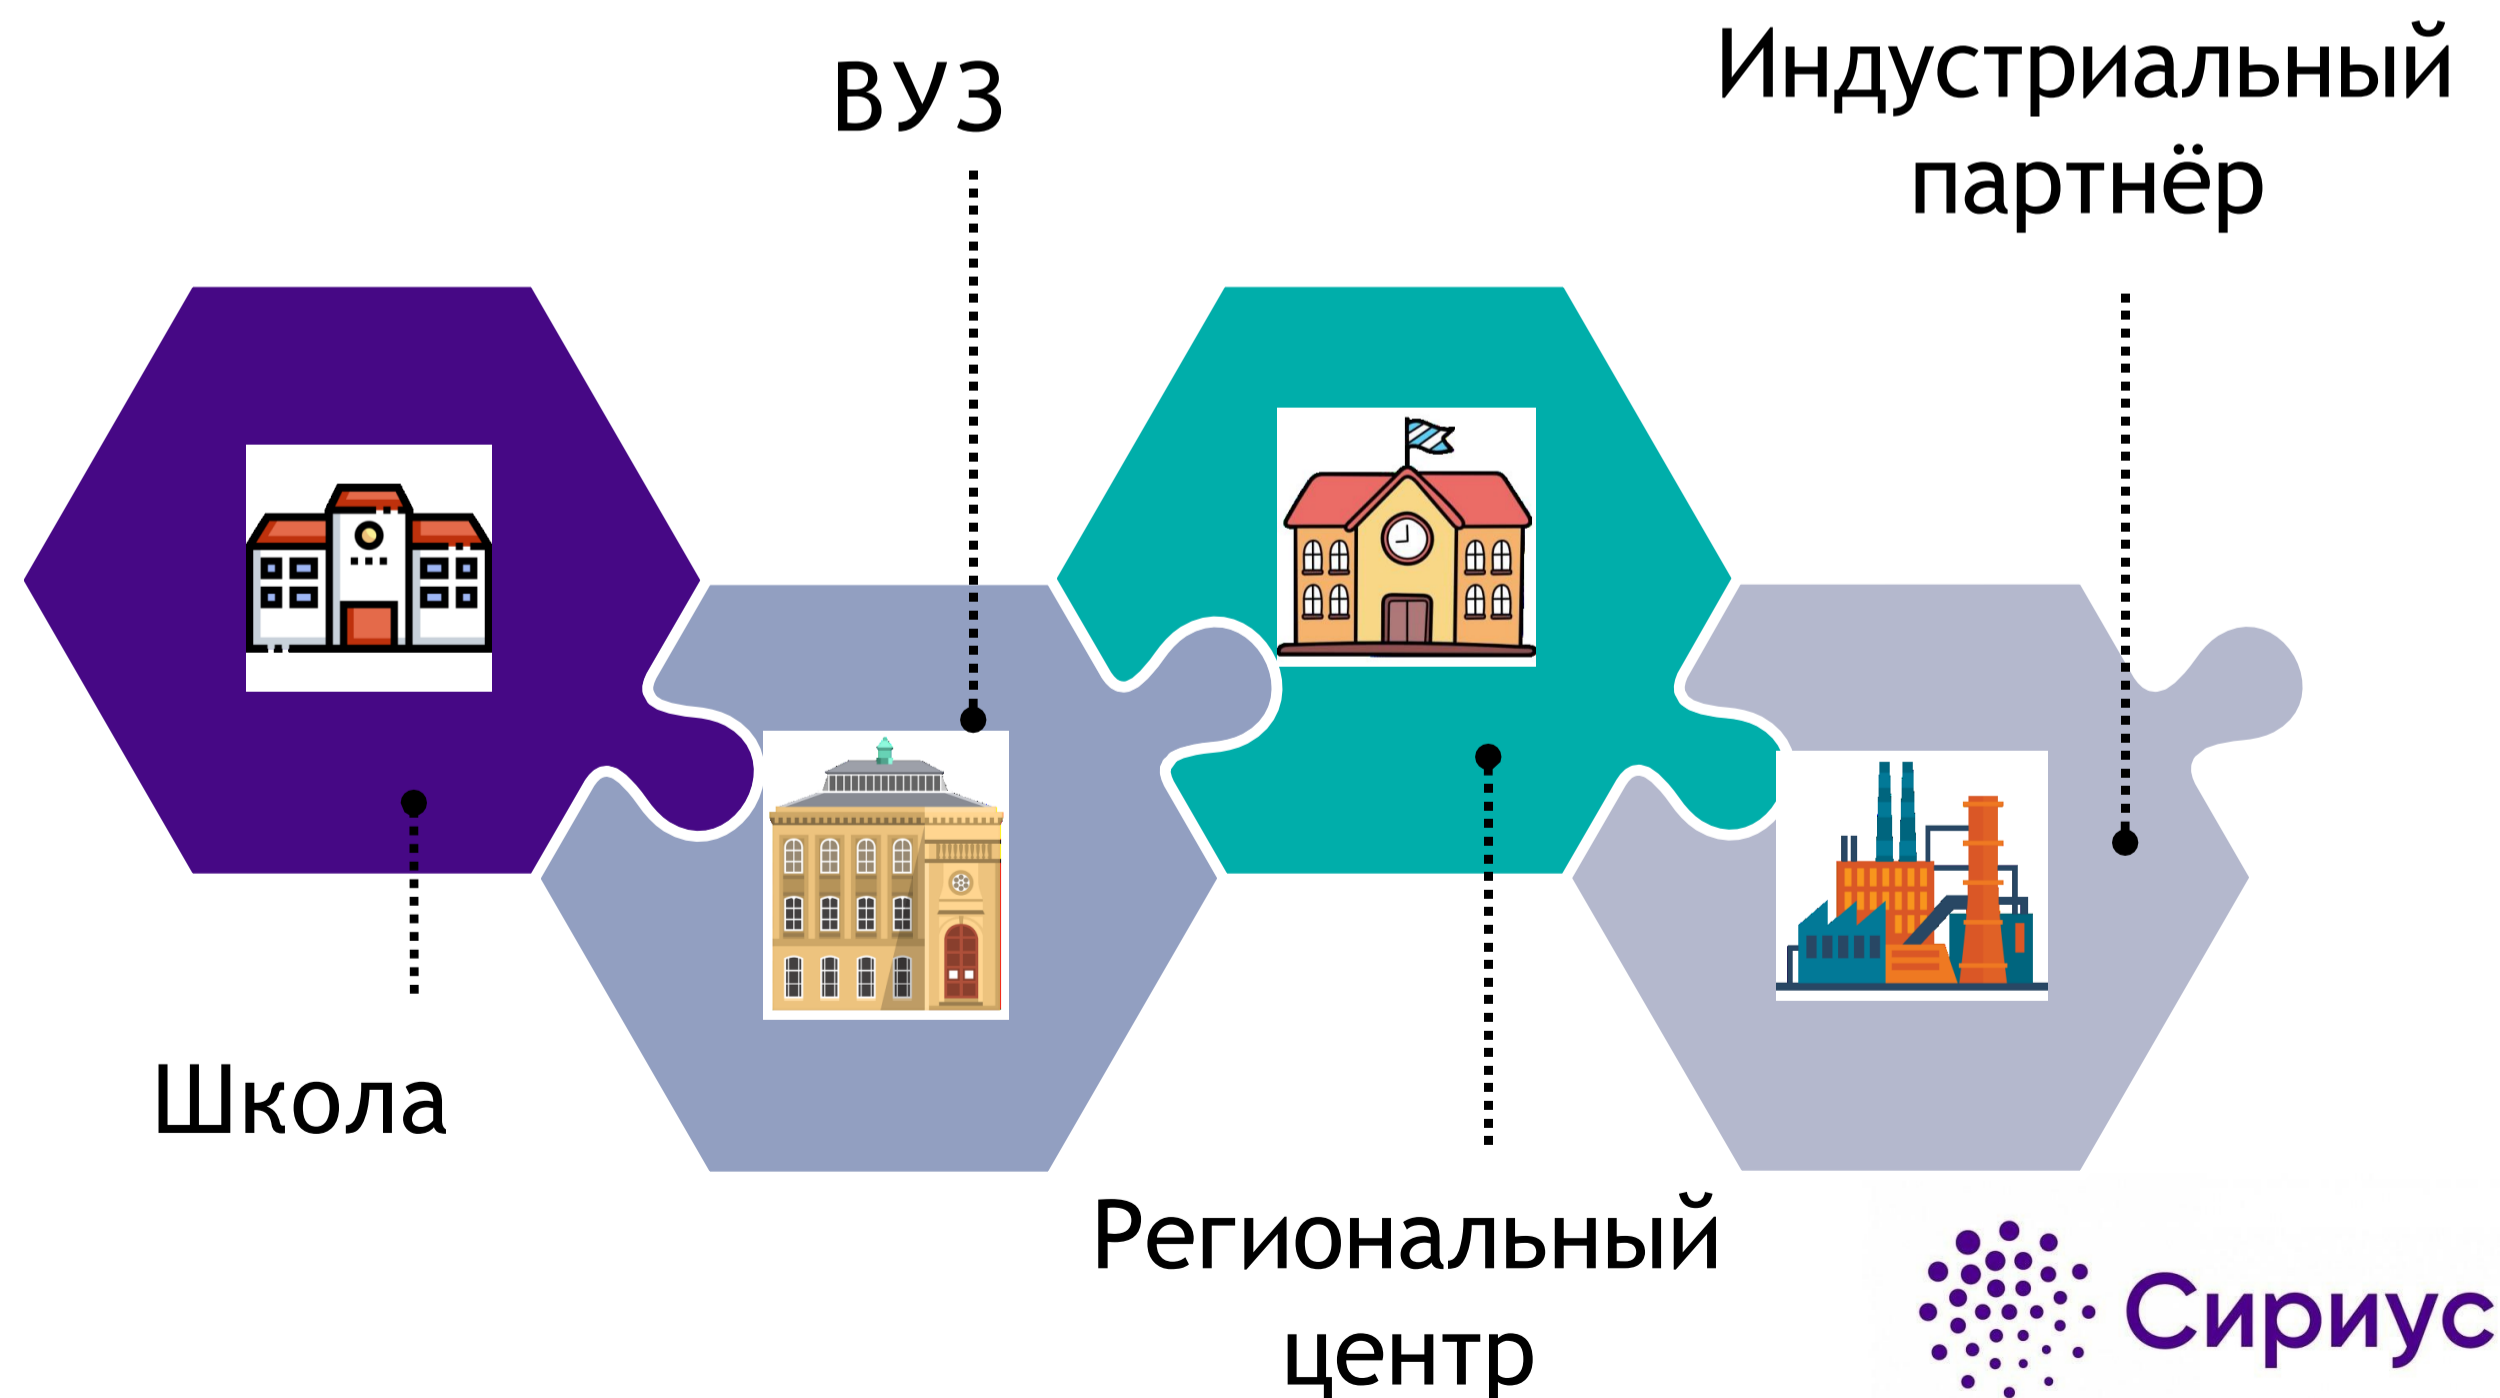 ВУЗ
Индустриальный
партнёр
Школа
Региональный
центр
Сириус